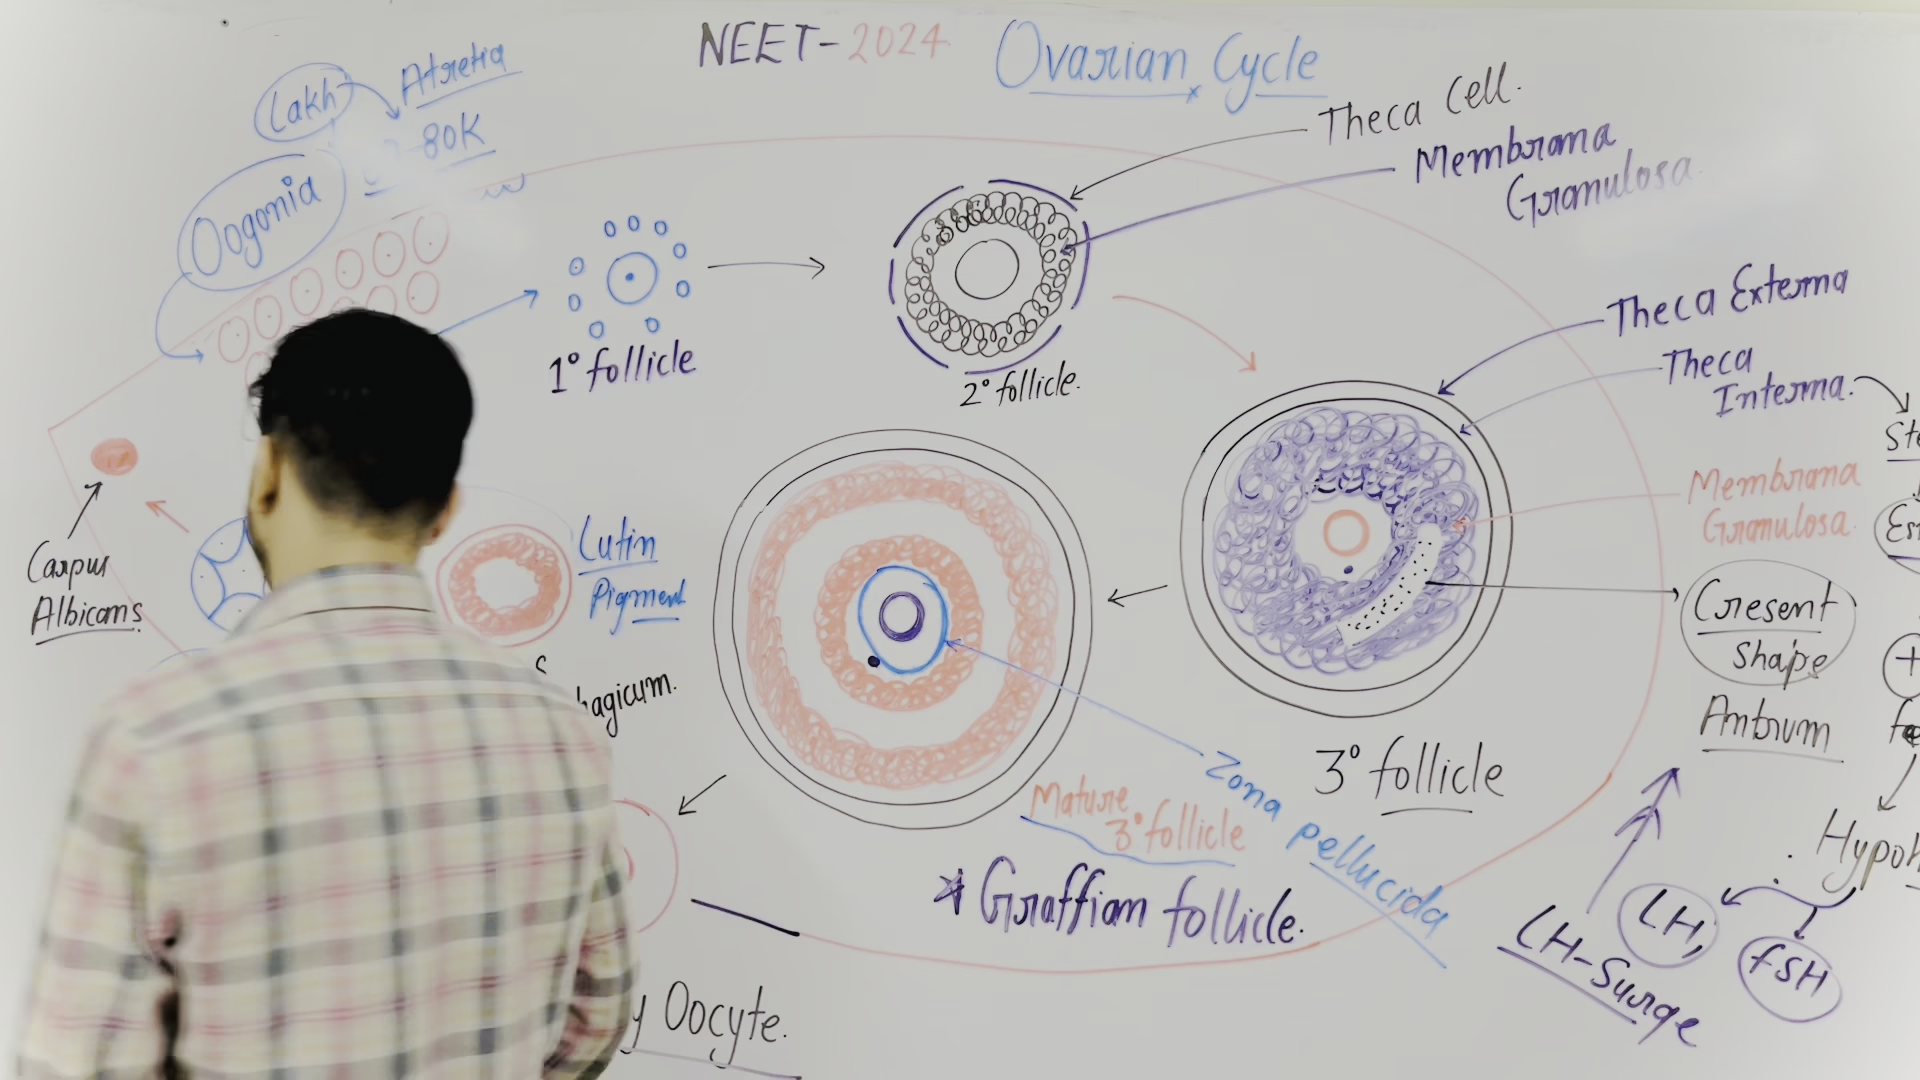 NEET-2024 Ovarian Cycle
Lakh
Atretia
80K
Oogonia
Theca Cell.
Membrana
Granulosa.
1° follicle
2° follicle.
Theca Externa
Theca
Interna.
Membrana
Granulosa.
Cresent
Shape
Antrum
3° follicle
Lutin
Pigment
Carpus
Albicans.
Zona pellucida
Mature
3° follicle
* Graffian follicle.
LH-Surge
LH,
FSH
Oocyte.